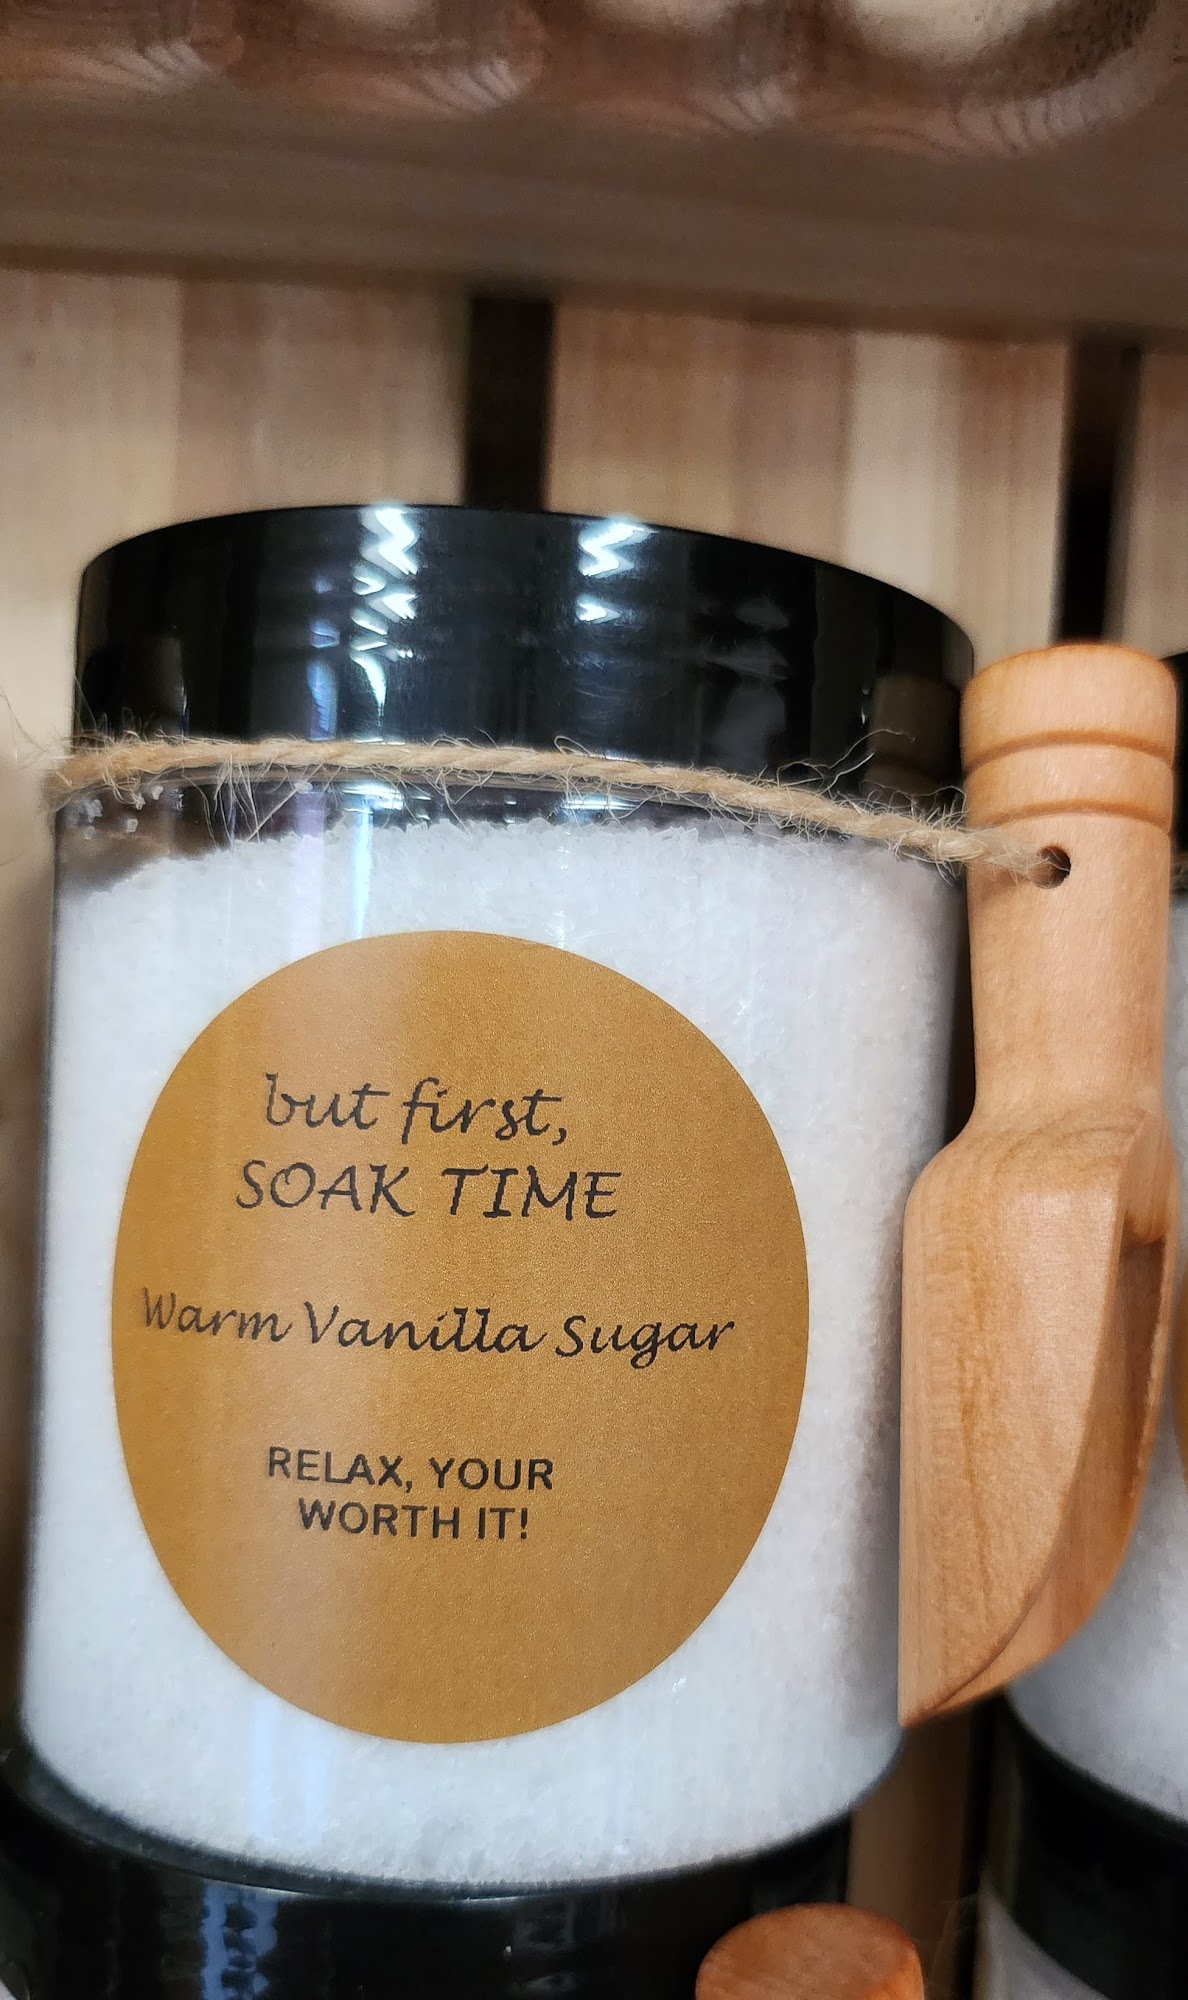 but first,
SOAK TIME
Warm Vanilla Sugar
RELAX, YOUR
WORTH IT!